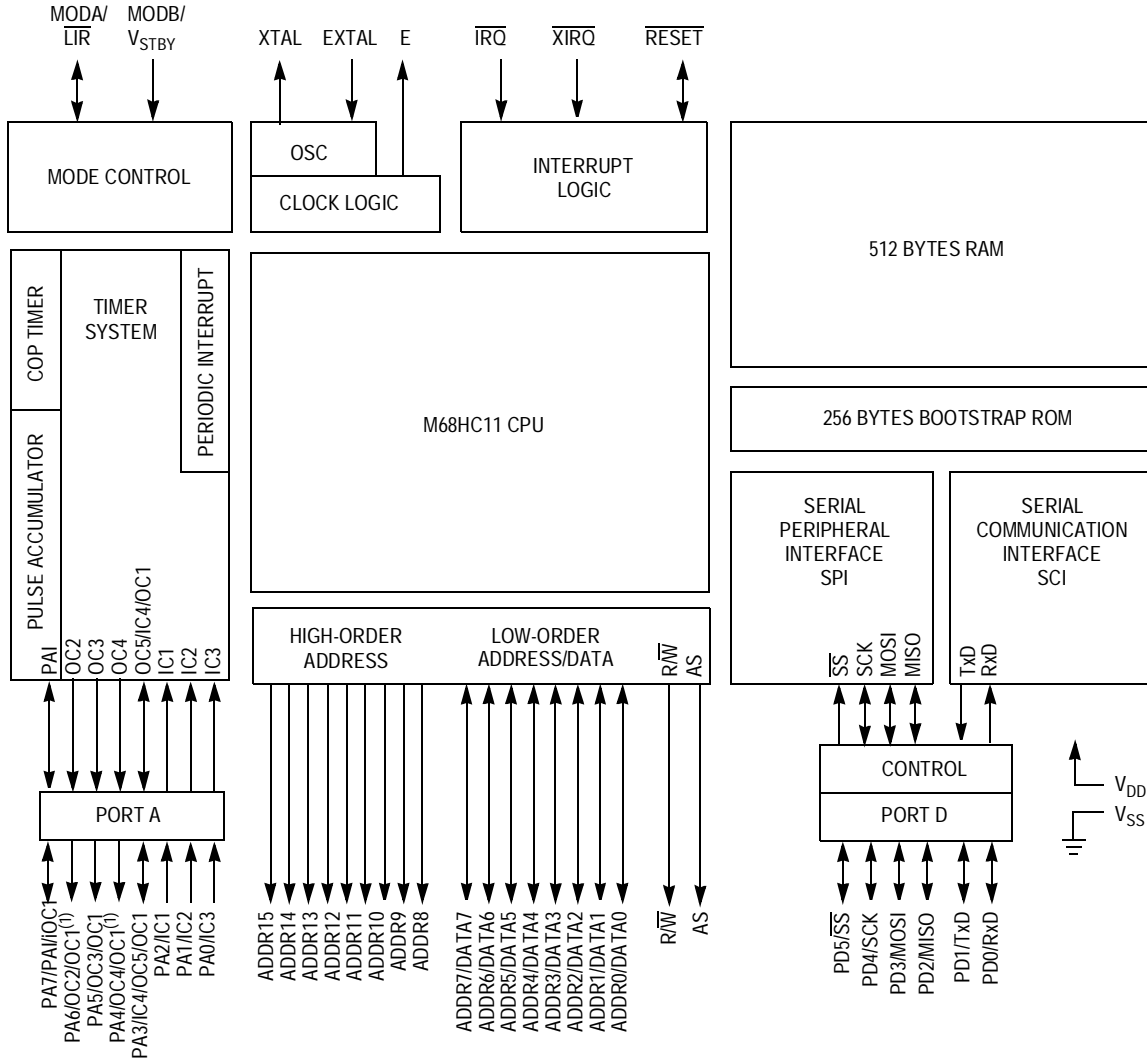 MODA/
LIR
MODB/
VSTBY
XTAL
EXTAL
E
IRQ
XIRQ
RESET
MODE CONTROL
OSC
CLOCK LOGIC
INTERRUPT
LOGIC
512 BYTES RAM
COP TIMER
TIMER
SYSTEM
PERIODIC INTERRUPT
PULSE ACCUMULATOR
M68HC11 CPU
256 BYTES BOOTSTRAP ROM
SERIAL
PERIPHERAL
INTERFACE
SPI
SERIAL
COMMUNICATION
INTERFACE
SCI
PAI
OC2
OC3
OC4
OC5/IC4/OC1
IC1
IC2
IC3
HIGH-ORDER
ADDRESS
LOW-ORDER
ADDRESS/DATA
R/W
AS
SS
SCK
MOSI
MISO
TxD
RxD
PORT A
CONTROL
PORT D
VDD
VSS
PA7/PAI/iOC1
PA6/OC2/OC1(1)
PA5/OC3/OC1
PA4/OC4/OC1(1)
PA3/IC4/OC5/OC1
PA2/IC1
PA1/IC2
PA0/IC3
ADDR15
ADDR14
ADDR13
ADDR12
ADDR11
ADDR10
ADDR9
ADDR8
ADDR7/DATA7
ADDR6/DATA6
ADDR5/DATA5
ADDR4/DATA4
ADDR3/DATA3
ADDR2/DATA2
ADDR1/DATA1
ADDR0/DATA0
R/W
AS
PD5/SS
PD4/SCK
PD3/MOSI
PD2/MISO
PD1/TxD
PD0/RxD